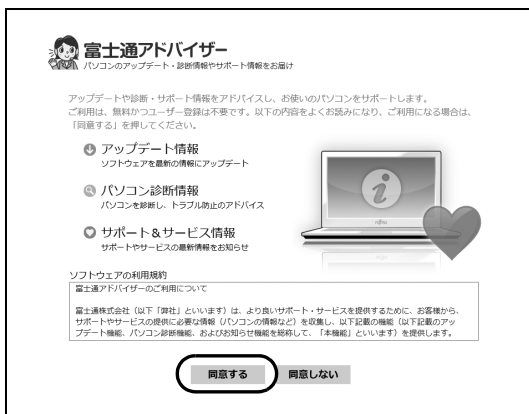 富士通アドバイザー
パソコンのアップデート・診断情報やサポート情報をお届け
アップデートや診断・サポート情報をアドバイスし、お使いのパソコンをサポートします。
ご利用は、無料かつユーザー登録は不要です。以下の内容をよくお読みになり、ご利用になる場合は、
「同意する」を押してください。
アップデート情報
ソフトウェアを最新の情報にアップデート
パソコン診断情報
パソコンを診断し、トラブル防止のアドバイス
サポート&サービス情報
サポートやサービスの最新情報をお知らせ
ソフトウェアの利用規約
富士通アドバイザーのご利用について
富士通株式会社（以下「弊社」といいます）は、より良いサポート・サービスを提供するために、お客様から、
サポートやサービスの提供に必要な情報（パソコンの情報など）を収集し、以下記載の機能（以下記載のアッ
プデート機能、パソコン診断機能、およびお知らせ機能を総称して、「本機能」といいます）を提供します。
同意する 同意しない